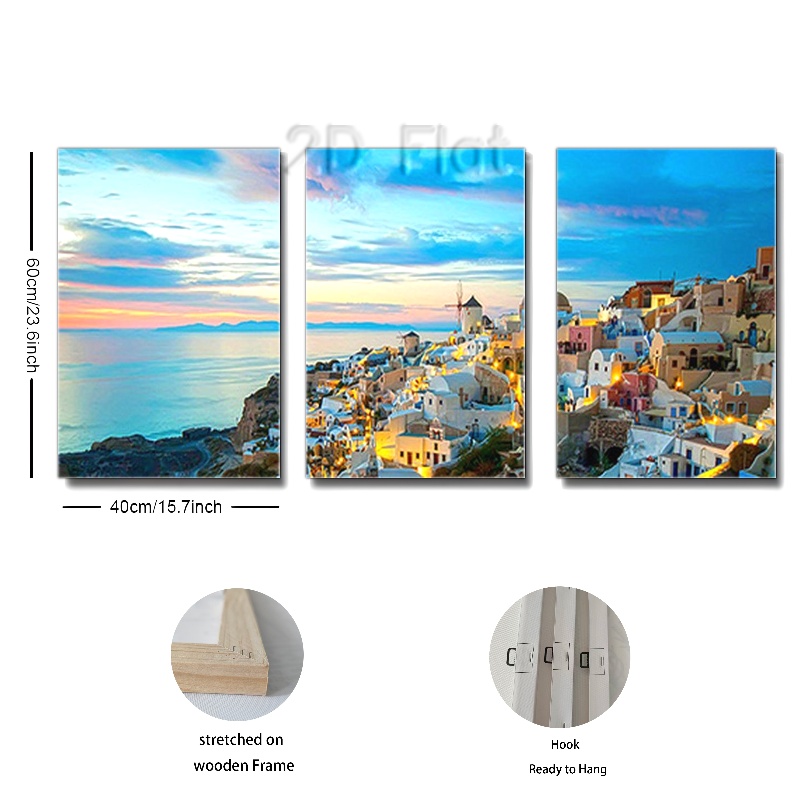 2D Flat
60cm/23.6inch
40cm/15.7inch
stretched on
wooden Frame
Hook
Ready to Hang